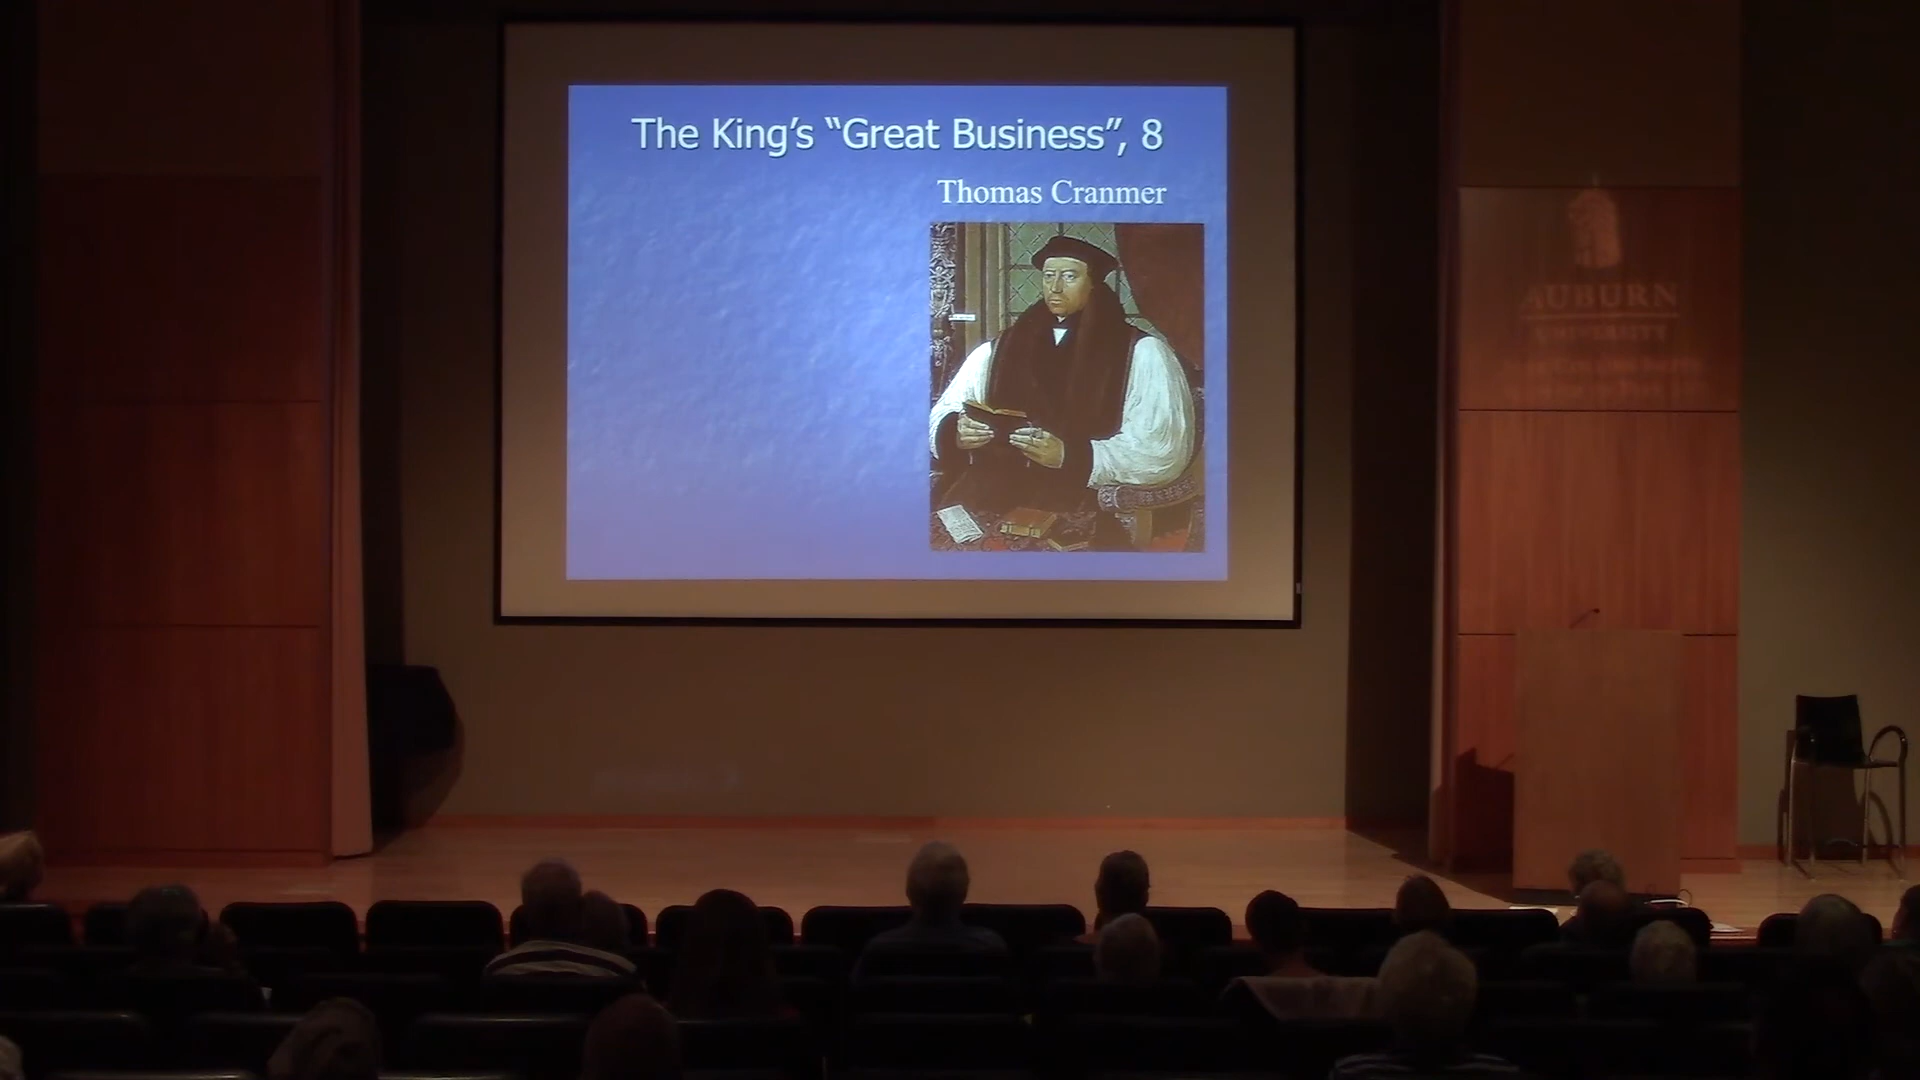 The King's “Great Business”, 8
Thomas Cranmer
AUBURN
UNIVERSITY